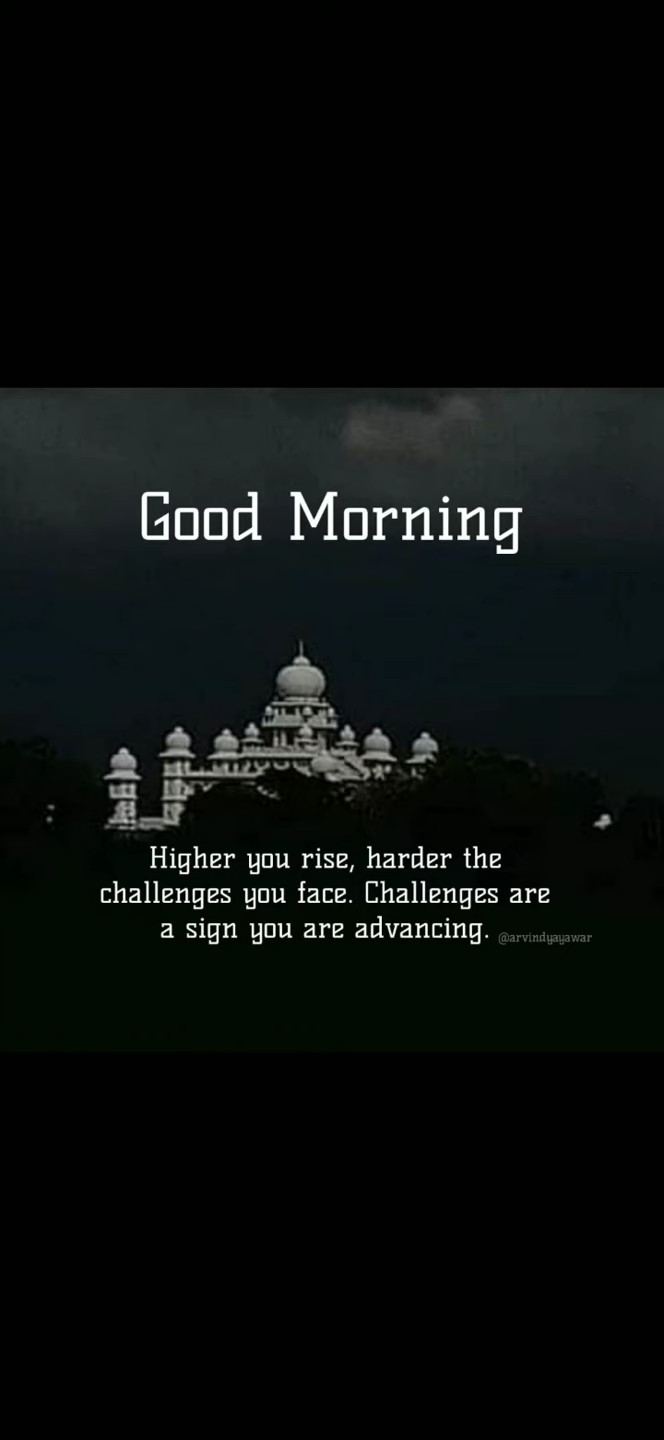 Good Morning
Higher you rise, harder the
challenges you face. Challenges are
a sign you are advancing. @arvindyayawar